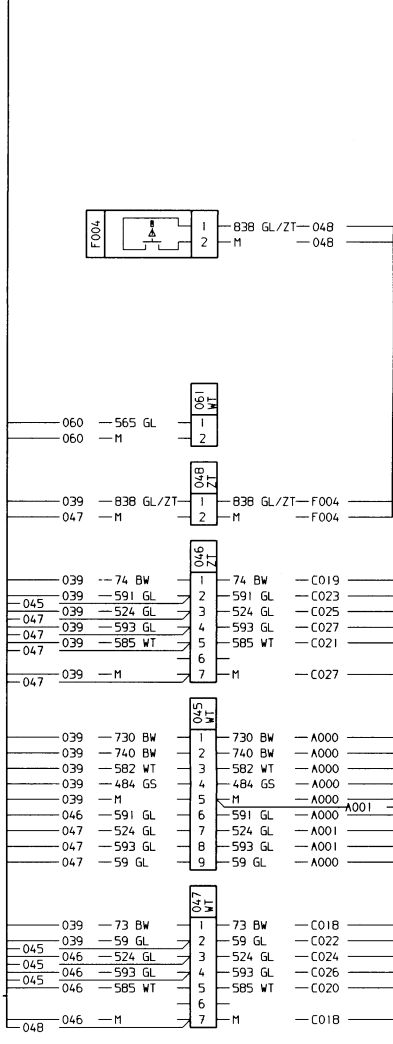 F004
1 838 GL/ZT 048
2 M 048
061 WT
060 565 GL 1
060 M 2
048 ZT
039 838 GL/ZT 1 838 GL/ZT F004
047 M 2 M F004
046 ZT
039 74 BW 1 74 BW C019
039 591 GL 2 591 GL C023
045
039 524 GL 3 524 GL C025
047
039 593 GL 4 593 GL C027
047
039 585 WT 5 585 WT C021
047
6
039 M 7 M C027
047
045 WT
039 730 BW 1 730 BW A000
039 740 BW 2 740 BW A000
039 582 WT 3 582 WT A000
039 484 GS 4 484 GS A000
039 M 5 M A000
A001
046 591 GL 6 591 GL A000
047 524 GL 7 524 GL A001
047 593 GL 8 593 GL A001
047 59 GL 9 59 GL A000
047 WT
039 73 BW 1 73 BW C018
039 59 GL 2 59 GL C022
045
046 524 GL 3 524 GL C024
045
046 593 GL 4 593 GL C026
045
046 585 WT 5 585 WT C020
6
046 M 7 M C018
048